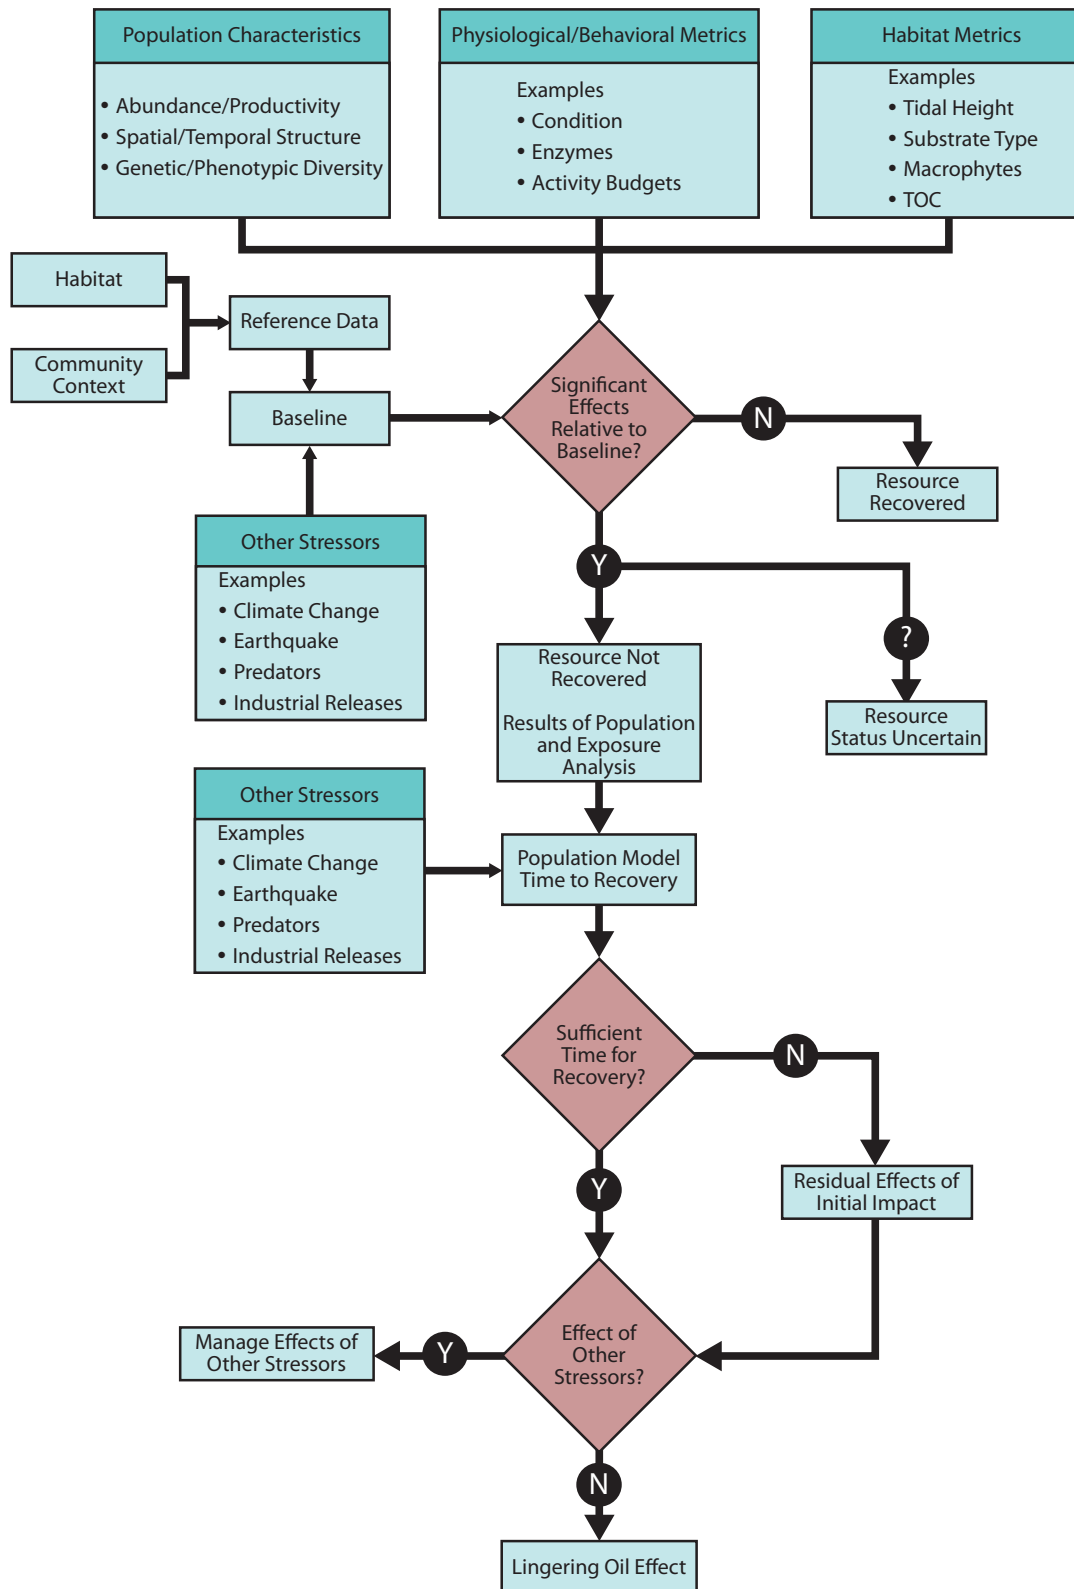 Population Characteristics
• Abundance/Productivity
• Spatial/Temporal Structure
• Genetic/Phenotypic Diversity
Physiological/Behavioral Metrics
Examples
• Condition
• Enzymes
• Activity Budgets
Habitat Metrics
Examples
• Tidal Height
• Substrate Type
• Macrophytes
• TOC
Habitat
Community
Context
Reference Data
Baseline
Significant
Effects
Relative to
Baseline?
N
Resource
Recovered
Other Stressors
Examples
• Climate Change
• Earthquake
• Predators
• Industrial Releases
Y
?
Resource Not
Recovered
Results of Population
and Exposure
Analysis
Resource
Status Uncertain
Other Stressors
Examples
• Climate Change
• Earthquake
• Predators
• Industrial Releases
Population Model
Time to Recovery
Sufficient
Time for
Recovery?
N
Y
Residual Effects of
Initial Impact
Effect of
Other
Stressors?
Y
Manage Effects of
Other Stressors
N
Lingering Oil Effect